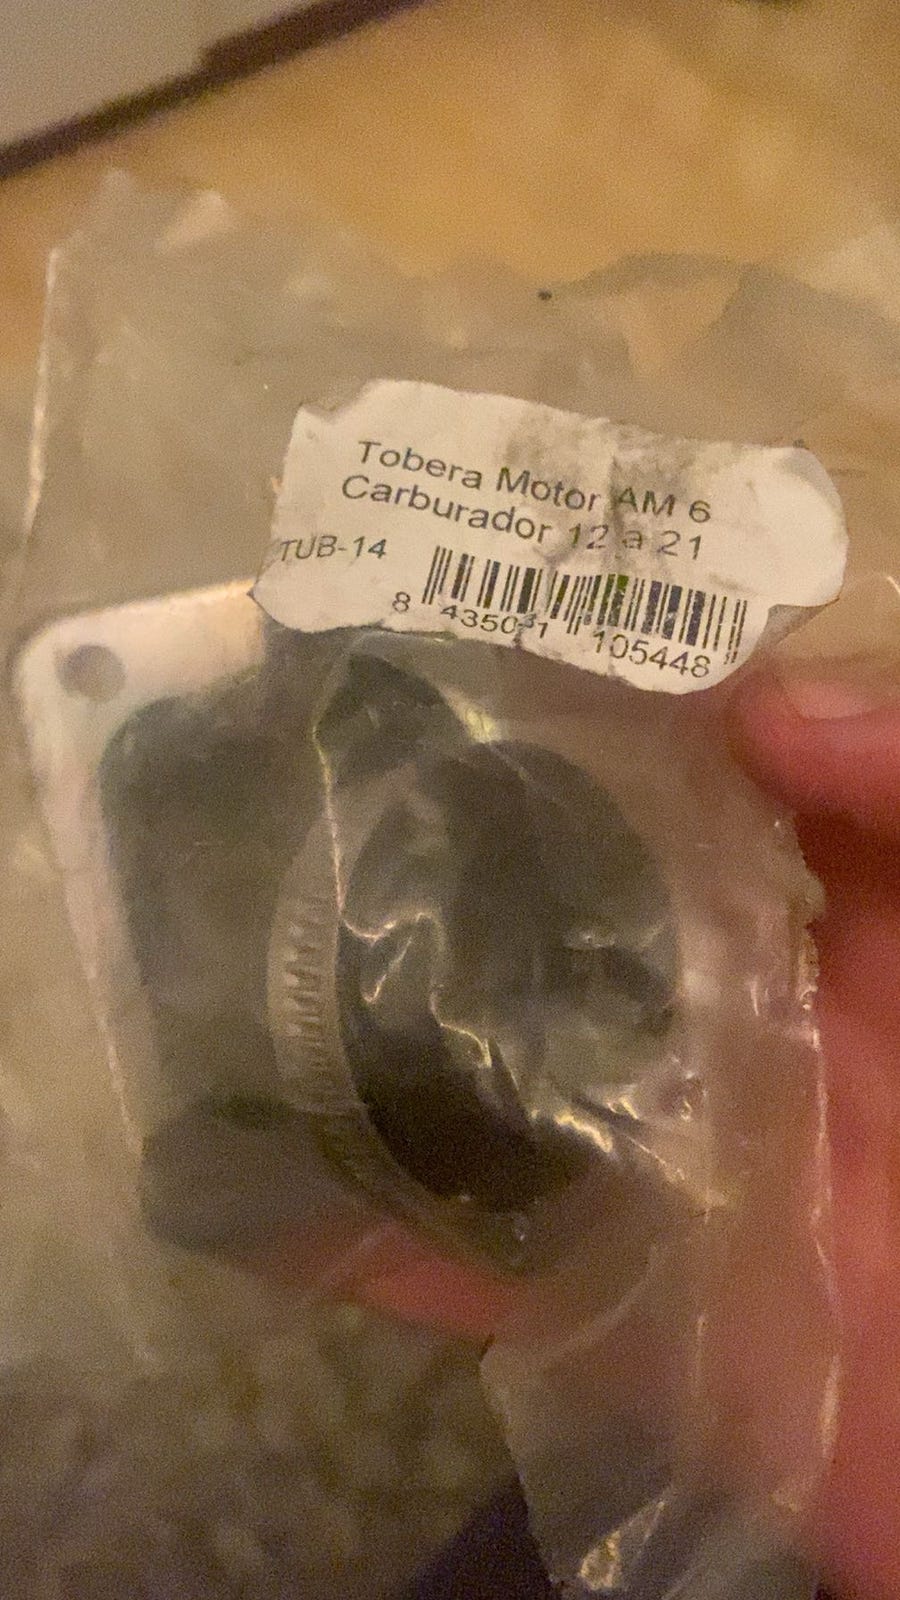 Tobera Motor AM 6
Carburador 12 a 21
TUB-14
8 435031 105448